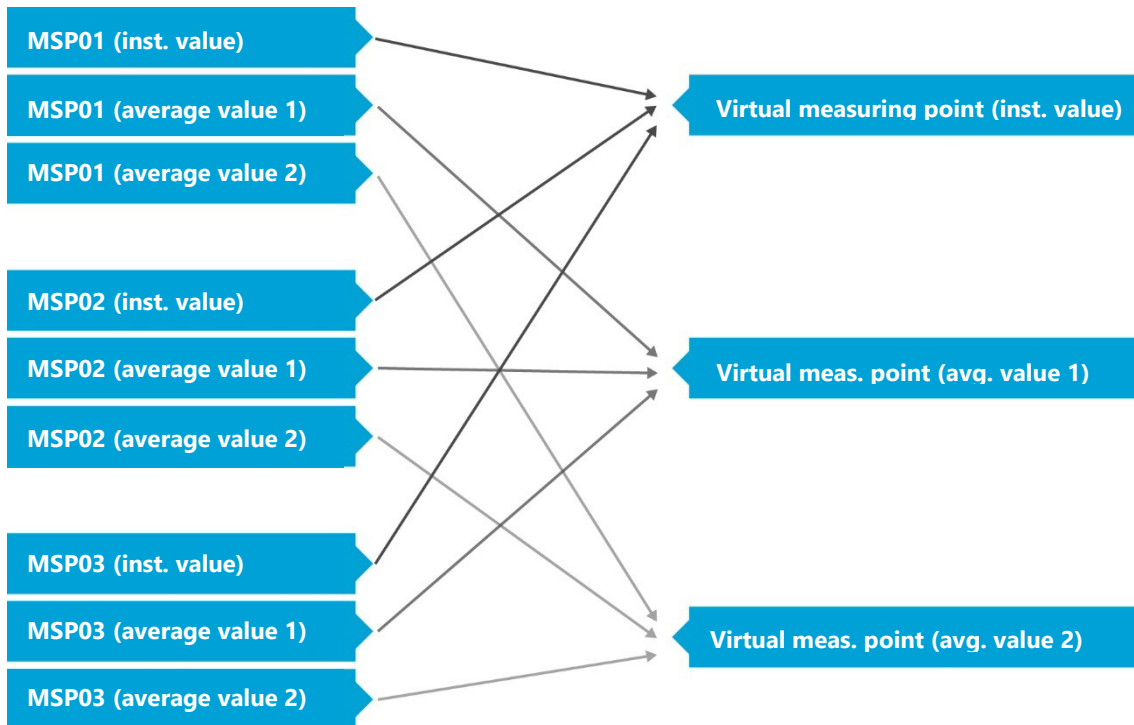 MSP01 (inst. value)
MSP01 (average value 1)
MSP01 (average value 2)
MSP02 (inst. value)
MSP02 (average value 1)
MSP02 (average value 2)
MSP03 (inst. value)
MSP03 (average value 1)
MSP03 (average value 2)
Virtual measuring point (inst. value)
Virtual meas. point (avg. value 1)
Virtual meas. point (avg. value 2)